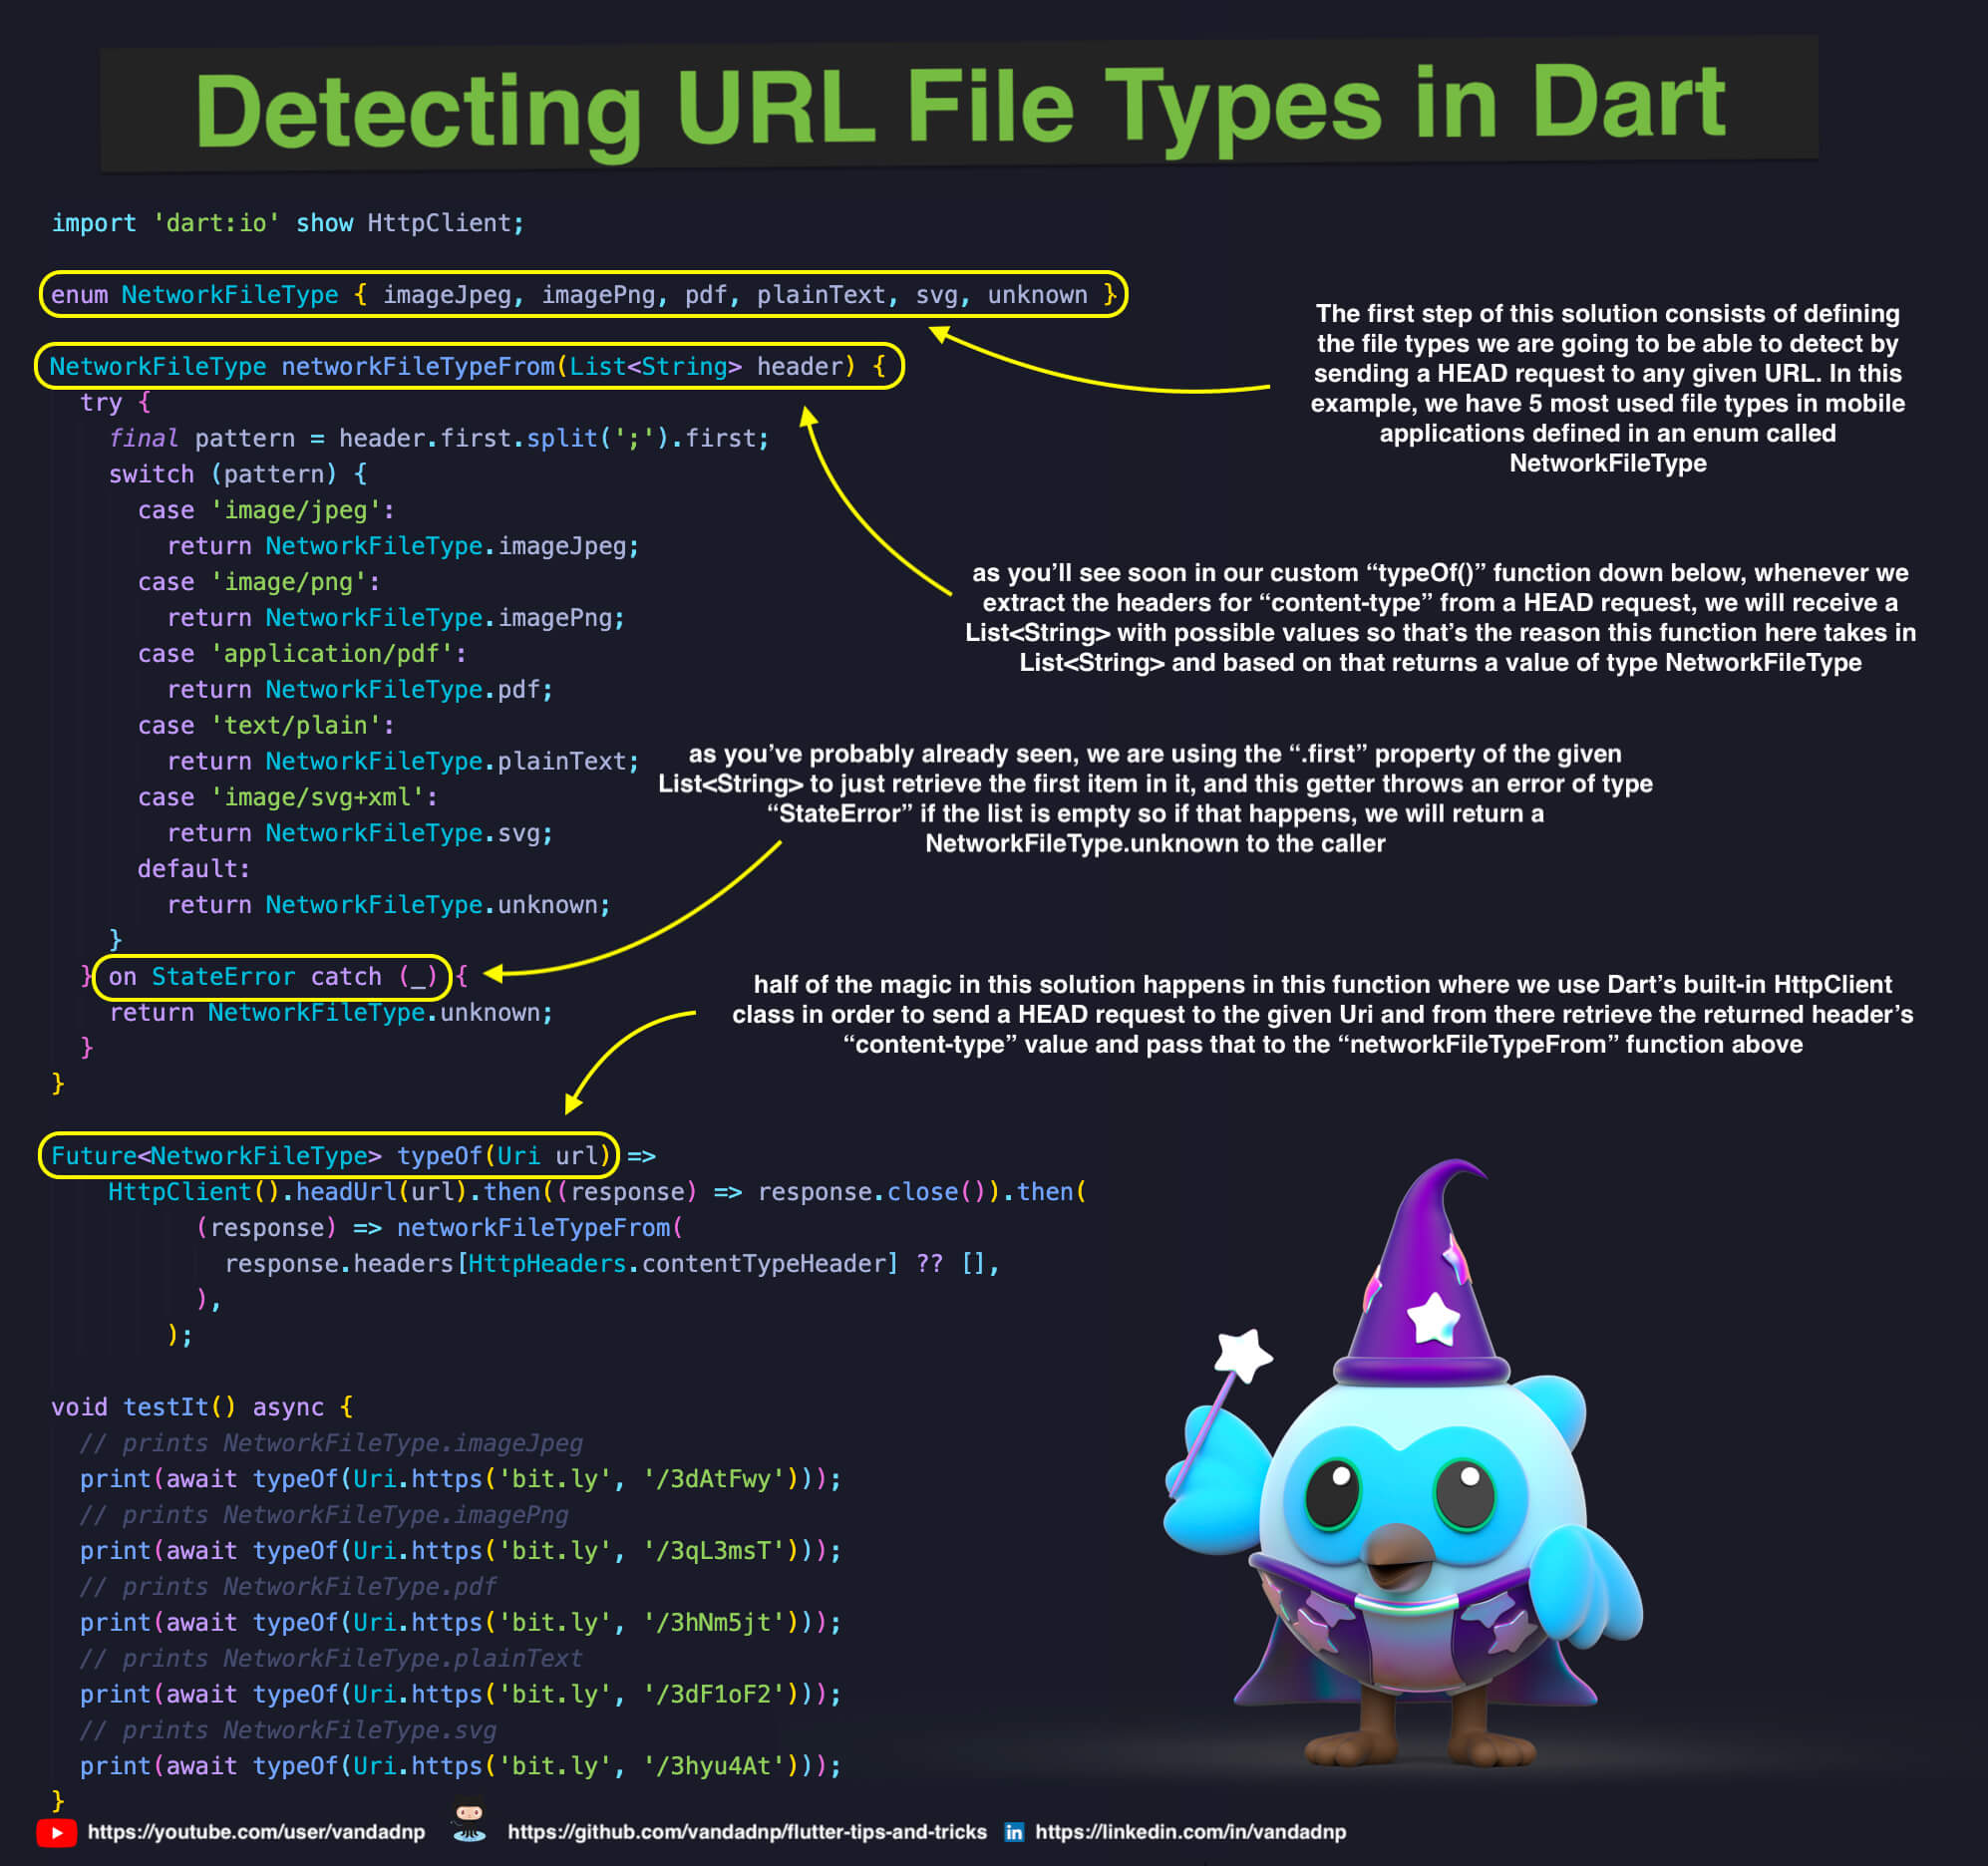 Detecting URL File Types in Dart
import 'dart:io' show HttpClient;
enum NetworkFileType { imageJpeg, imagePng, pdf, plainText, svg, unknown }
The first step of this solution consists of defining
the file types we are going to be able to detect by
sending a HEAD request to any given URL. In this
example, we have 5 most used file types in mobile
applications defined in an enum called
NetworkFileType
NetworkFileType networkFileTypeFrom(List<String> header) {
try {
final pattern = header.first.split(';').first;
switch (pattern) {
case 'image/jpeg':
return NetworkFileType.imageJpeg;
case 'image/png':
return NetworkFileType.imagePng;
case 'application/pdf':
return NetworkFileType.pdf;
case 'text/plain':
return NetworkFileType.plainText;
case 'image/svg+xml':
return NetworkFileType.svg;
default:
return NetworkFileType.unknown;
}
} on StateError catch (_) {
return NetworkFileType.unknown;
}
}
as you’ll see soon in our custom “typeOf()” function down below, whenever we
extract the headers for “content-type” from a HEAD request, we will receive a
List<String> with possible values so that’s the reason this function here takes in
List<String> and based on that returns a value of type NetworkFileType
as you’ve probably already seen, we are using the “.first” property of the given
List<String> to just retrieve the first item in it, and this getter throws an error of type
“StateError” if the list is empty so if that happens, we will return a
NetworkFileType.unknown to the caller
half of the magic in this solution happens in this function where we use Dart’s built-in HttpClient
class in order to send a HEAD request to the given Uri and from there retrieve the returned header’s
“content-type” value and pass that to the “networkFileTypeFrom” function above
Future<NetworkFileType> typeOf(Uri url) =>
HttpClient().headUrl(url).then((response) => response.close()).then(
(response) => networkFileTypeFrom(
response.headers[HttpHeaders.contentTypeHeader] ?? [],
),
);
void testIt() async {
// prints NetworkFileType.imageJpeg
print(await typeOf(Uri.https('bit.ly', '/3dAtFwy')));
// prints NetworkFileType.imagePng
print(await typeOf(Uri.https('bit.ly', '/3qL3msT')));
// prints NetworkFileType.pdf
print(await typeOf(Uri.https('bit.ly', '/3hNm5jt')));
// prints NetworkFileType.plainText
print(await typeOf(Uri.https('bit.ly', '/3dF1oF2')));
// prints NetworkFileType.svg
print(await typeOf(Uri.https('bit.ly', '/3hyu4At')));
}
https://youtube.com/user/vandadnp
https://github.com/vandadnp/flutter-tips-and-tricks
in https://linkedin.com/in/vandadnp